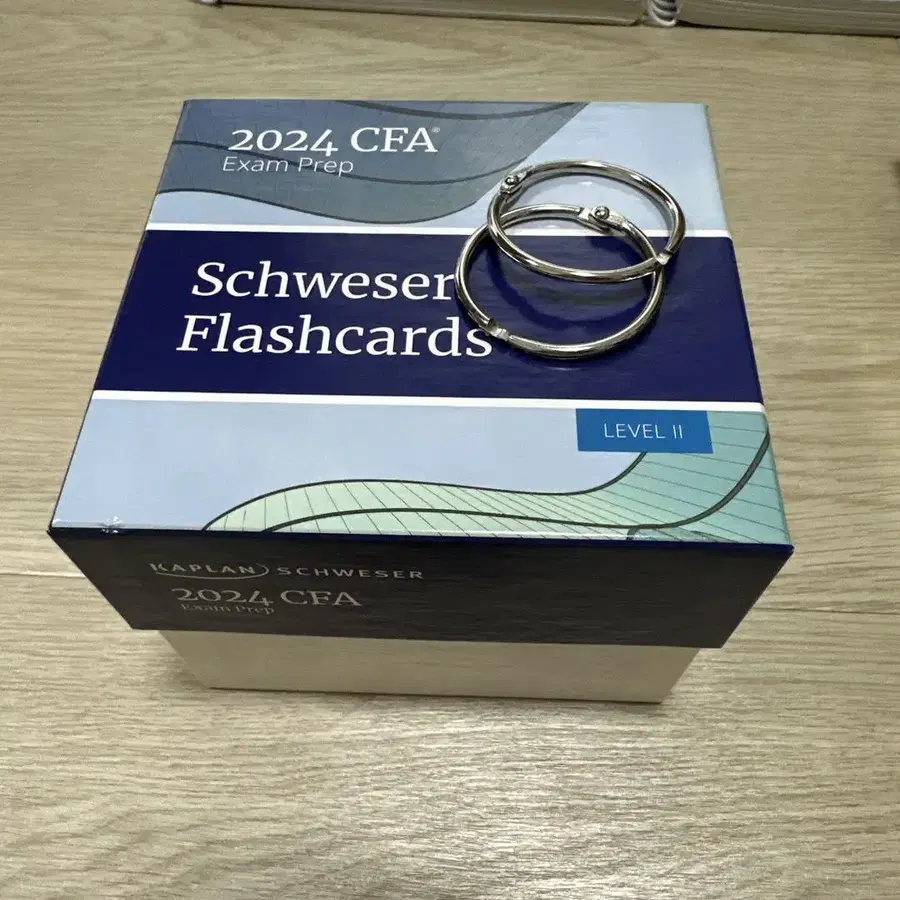 2024 CFA®
Exam Prep
Schweser
Flashcards
LEVEL II
KAPLAN SCHWESER
2024 CFA
Exam Prep